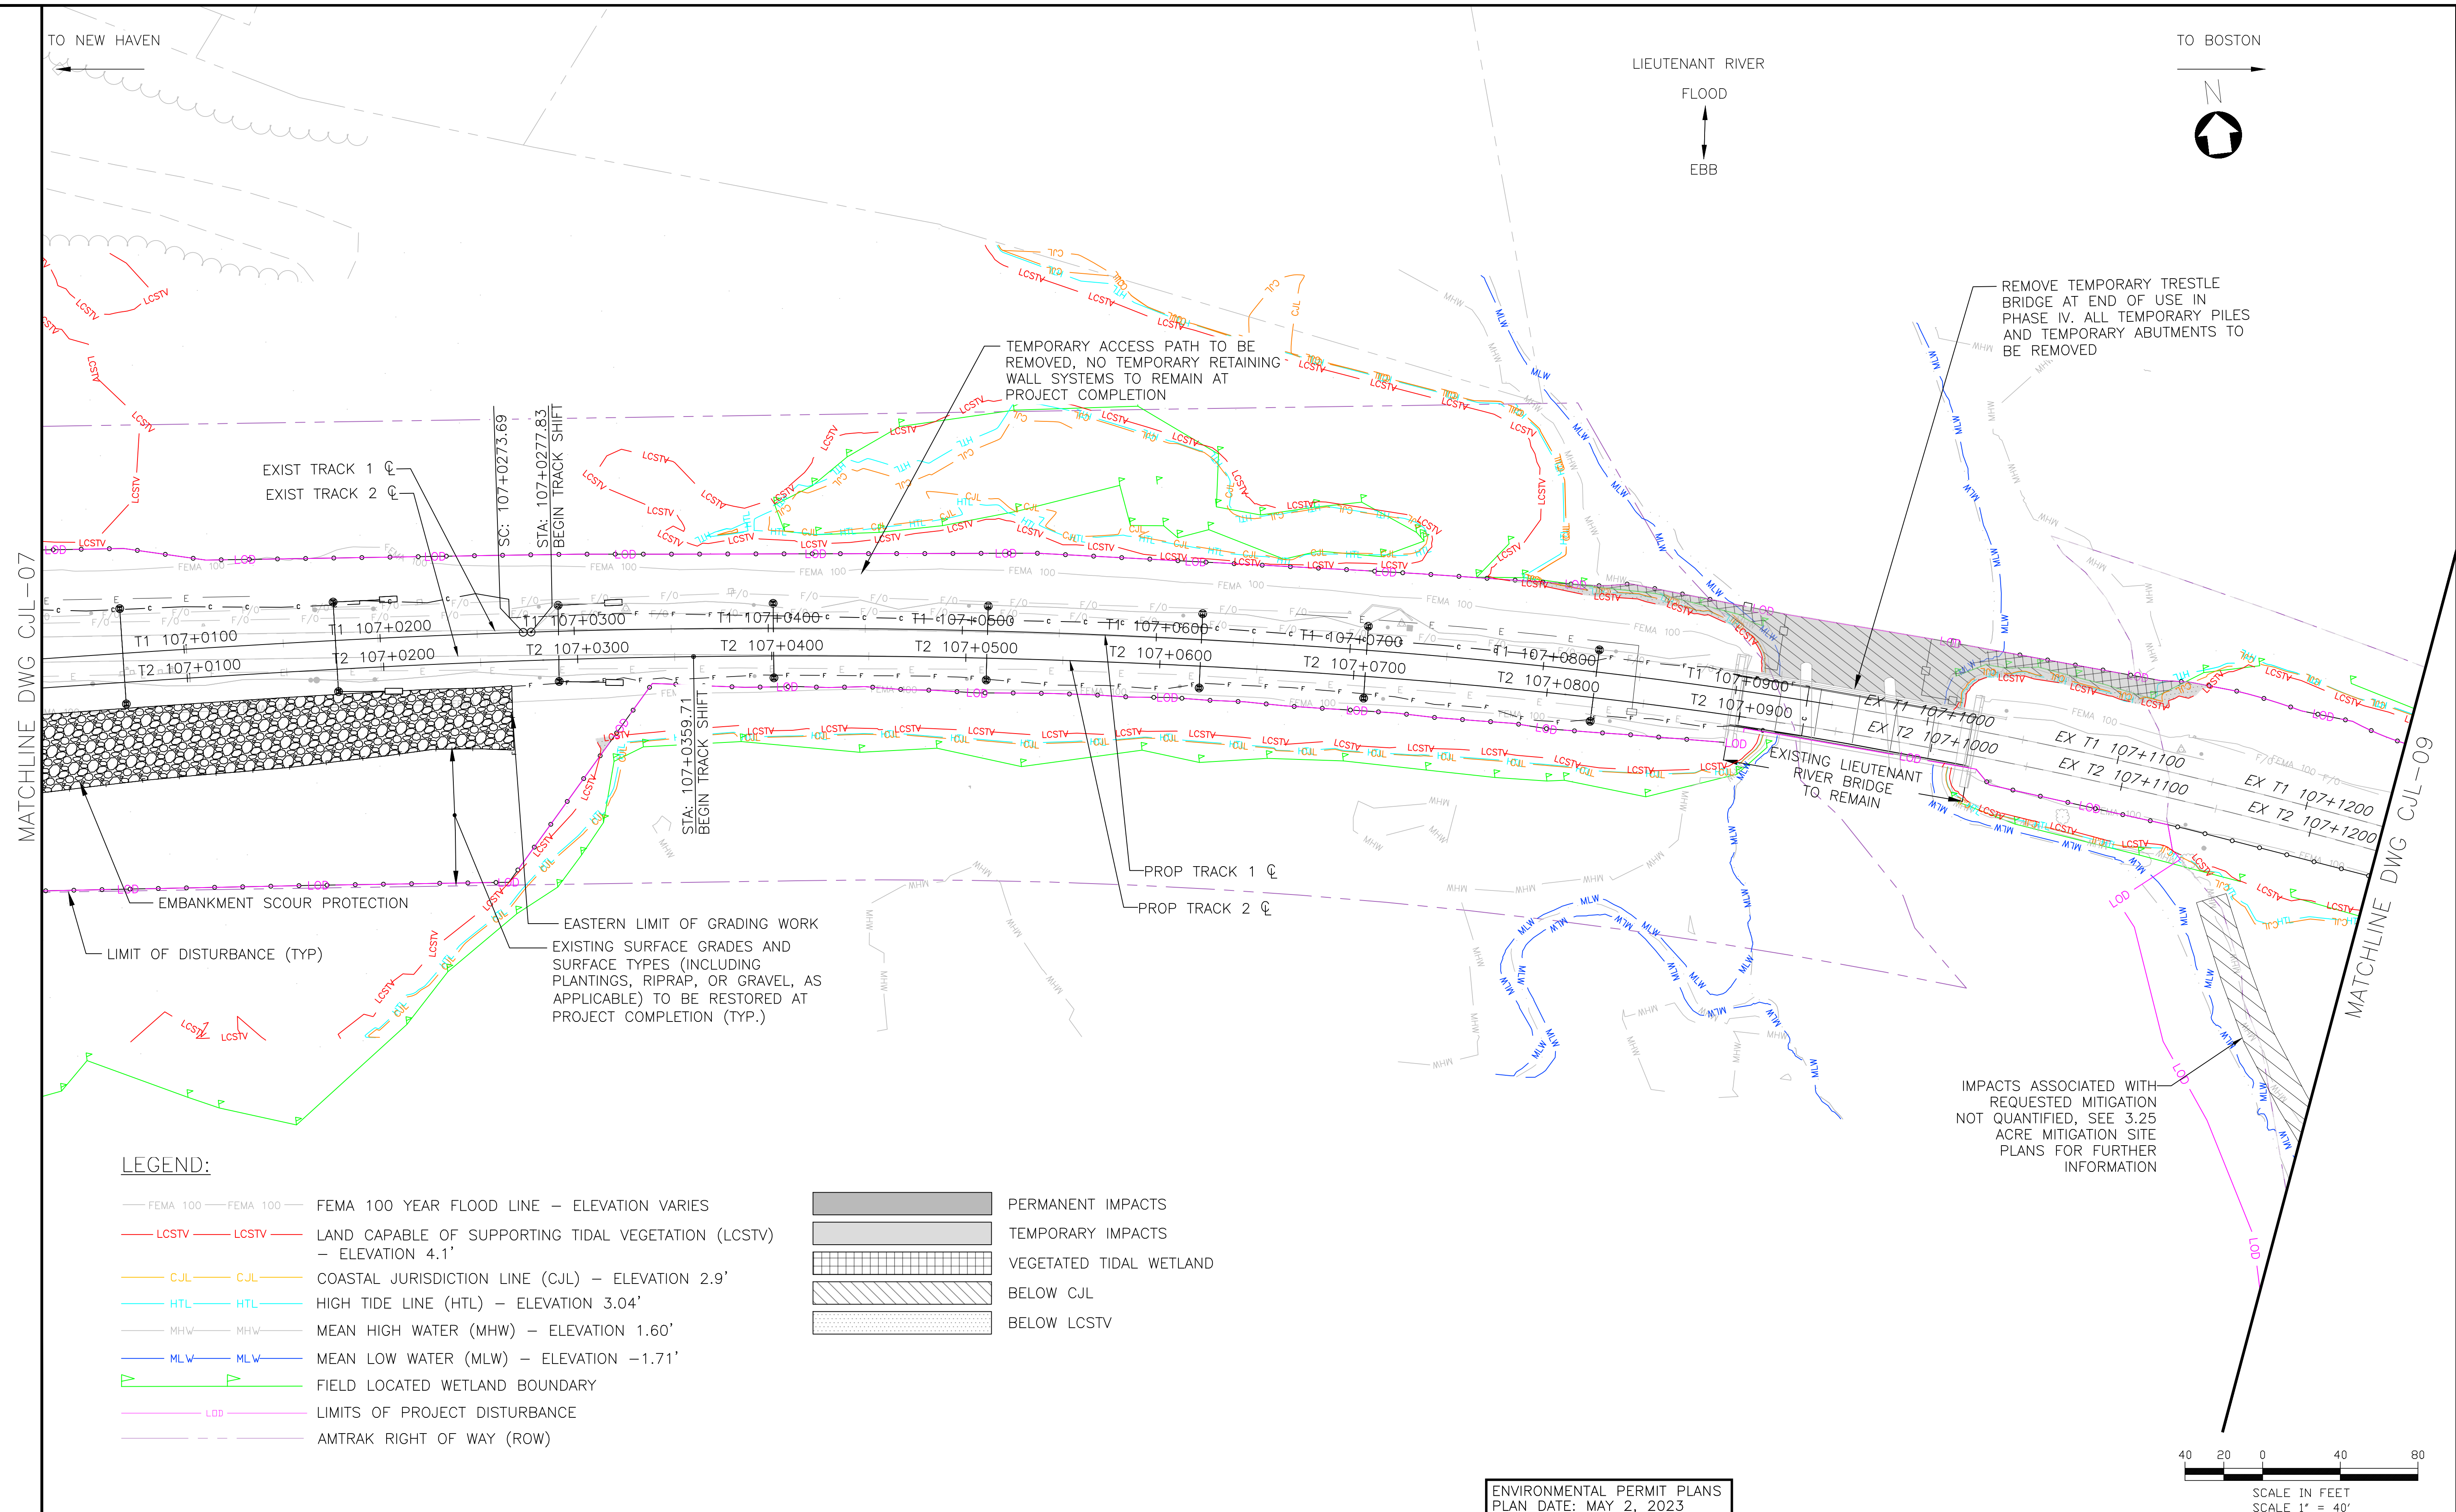 TO NEW HAVEN
LIEUTENANT RIVER
FLOOD
EBB
TO BOSTON
N
REMOVE TEMPORARY TRESTLE
BRIDGE AT END OF USE IN
PHASE IV. ALL TEMPORARY PILES
AND TEMPORARY ABUTMENTS TO
BE REMOVED
TEMPORARY ACCESS PATH TO BE
REMOVED, NO TEMPORARY RETAINING
WALL SYSTEMS TO REMAIN AT
PROJECT COMPLETION
EXIST TRACK 1 ℄
EXIST TRACK 2 ℄
SC: 107+0273.69
STA: 107+0277.83
BEGIN TRACK SHIFT
MATCHLINE DWG CJL-07
T1 107+0100
T1 107+0200
T1 107+0300
T1 107+0400
T1 107+0500
T1 107+0600
T1 107+0700
T1 107+0800
T1 107+0900
EX T1 107+1000
EX T1 107+1100
EX T1 107+1200
T2 107+0100
T2 107+0200
T2 107+0300
T2 107+0400
T2 107+0500
T2 107+0600
T2 107+0700
T2 107+0800
T2 107+0900
EX T2 107+1000
EX T2 107+1100
EX T2 107+1200
STA: 107+0359.71
BEGIN TRACK SHIFT
EXISTING LIEUTENANT
RIVER BRIDGE
TO REMAIN
MATCHLINE DWG CJL-09
PROP TRACK 1 ℄
PROP TRACK 2 ℄
EMBANKMENT SCOUR PROTECTION
LIMIT OF DISTURBANCE (TYP)
EASTERN LIMIT OF GRADING WORK
EXISTING SURFACE GRADES AND
SURFACE TYPES (INCLUDING
PLANTINGS, RIPRAP, OR GRAVEL, AS
APPLICABLE) TO BE RESTORED AT
PROJECT COMPLETION (TYP.)
IMPACTS ASSOCIATED WITH
REQUESTED MITIGATION
NOT QUANTIFIED, SEE 3.25
ACRE MITIGATION SITE
PLANS FOR FURTHER
INFORMATION
LEGEND:
FEMA 100 FEMA 100 FEMA 100 YEAR FLOOD LINE – ELEVATION VARIES
LCSTV LCSTV LAND CAPABLE OF SUPPORTING TIDAL VEGETATION (LCSTV)
– ELEVATION 4.1'
CJL CJL COASTAL JURISDICTION LINE (CJL) – ELEVATION 2.9'
HTL HTL HIGH TIDE LINE (HTL) – ELEVATION 3.04'
MHW MHW MEAN HIGH WATER (MHW) – ELEVATION 1.60'
MLW MLW MEAN LOW WATER (MLW) – ELEVATION –1.71'
FIELD LOCATED WETLAND BOUNDARY
LOD LIMITS OF PROJECT DISTURBANCE
AMTRAK RIGHT OF WAY (ROW)
PERMANENT IMPACTS
TEMPORARY IMPACTS
VEGETATED TIDAL WETLAND
BELOW CJL
BELOW LCSTV
ENVIRONMENTAL PERMIT PLANS
PLAN DATE: MAY 2, 2023
40 20 0 40 80
SCALE IN FEET
SCALE 1" = 40'